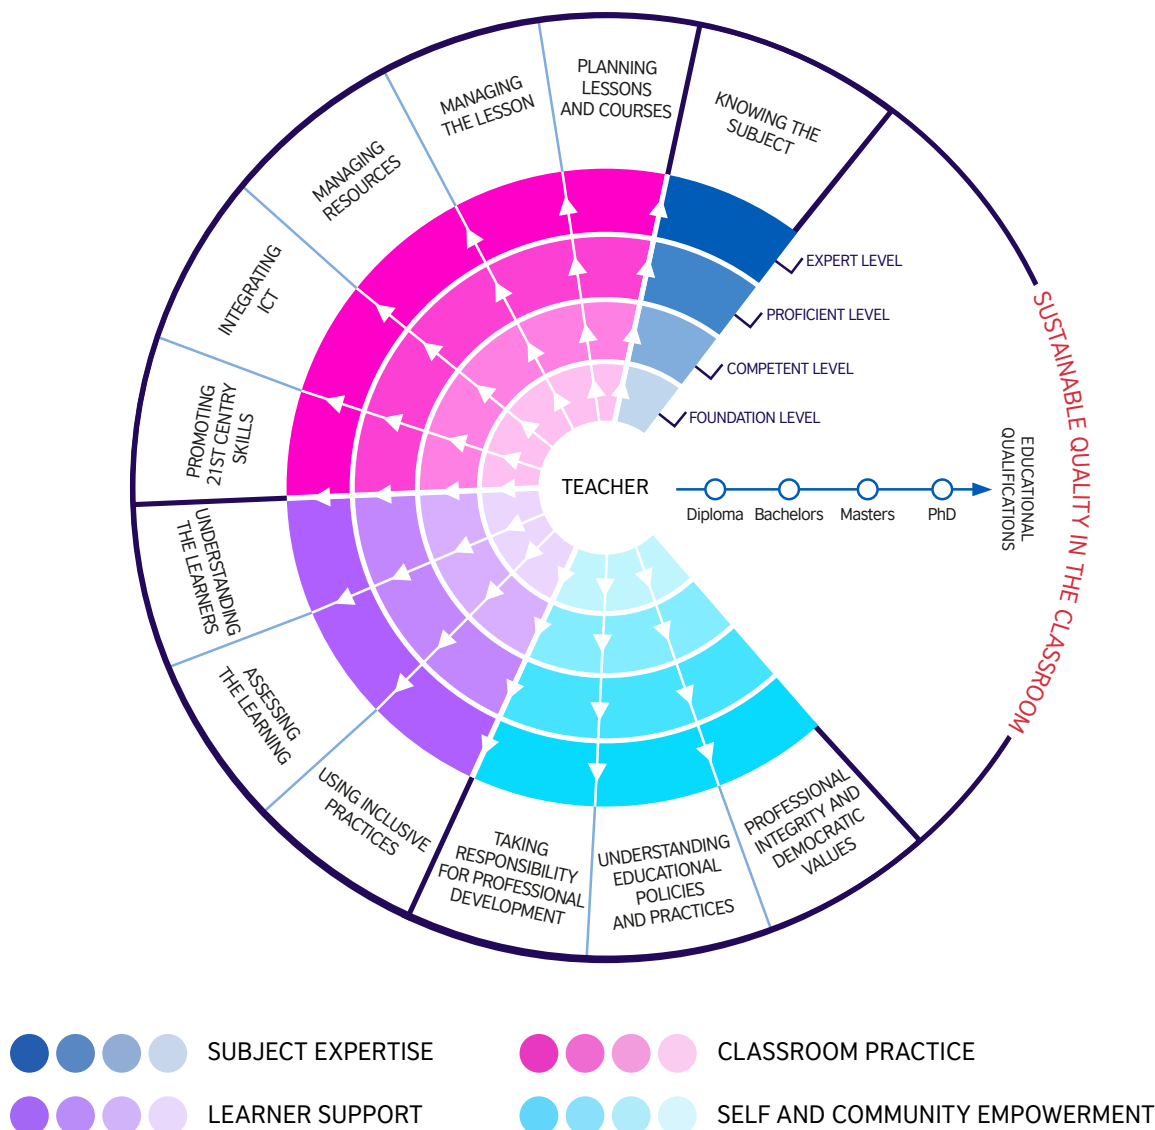 PLANNING
LESSONS
AND COURSES
KNOWING THE
SUBJECT
MANAGING
THE LESSON
MANAGING
RESOURCES
INTEGRATING
ICT
PROMOTING
21ST CENTRY
SKILLS
UNDERSTANDING
THE LEARNERS
ASSESSING
THE LEARNING
USING INCLUSIVE
PRACTICES
TAKING
RESPONSIBILITY
FOR PROFESSIONAL
DEVELOPMENT
UNDERSTANDING
EDUCATIONAL
POLICIES
AND PRACTICES
PROFESSIONAL
INTEGRITY AND
DEMOCRATIC
VALUES
EXPERT LEVEL
PROFICIENT LEVEL
COMPETENT LEVEL
FOUNDATION LEVEL
TEACHER
Diploma Bachelors Masters PhD
EDUCATIONAL
QUALIFICATIONS
SUSTAINABLE QUALITY IN THE CLASSROOM
SUBJECT EXPERTISE
CLASSROOM PRACTICE
LEARNER SUPPORT
SELF AND COMMUNITY EMPOWERMENT